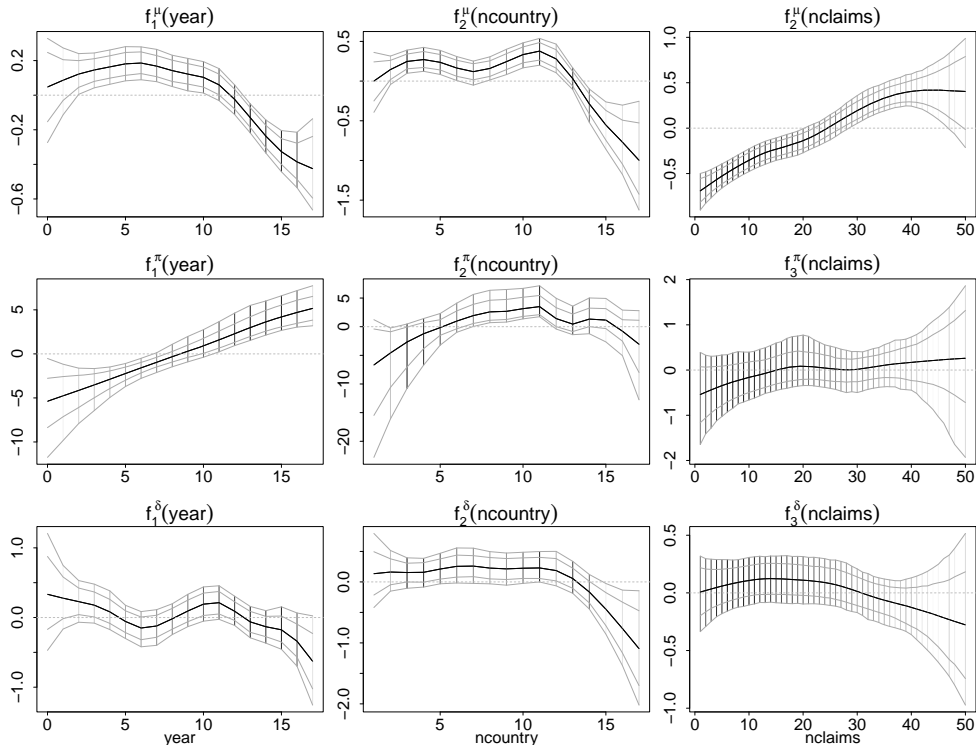 f₁^μ(year) f₂^μ(ncountry) f₂^μ(nclaims)
0.2 −0.2 −0.6
0.5 −0.5 −1.5
1.0 0.5 0.0 −0.5
0 5 10 15
5 10 15
0 10 20 30 40 50
f₁^π(year) f₂^π(ncountry) f₃^π(nclaims)
5 0 −5 −10
5 0 −10 −20
2 1 0 −1 −2
0 5 10 15
5 10 15
0 10 20 30 40 50
f₁^δ(year) f₂^δ(ncountry) f₃^δ(nclaims)
1.0 0.0 −1.0
0.0 −1.0 −2.0
0.5 0.0 −0.5 −1.0
0 5 10 15
5 10 15
0 10 20 30 40 50
year ncountry nclaims